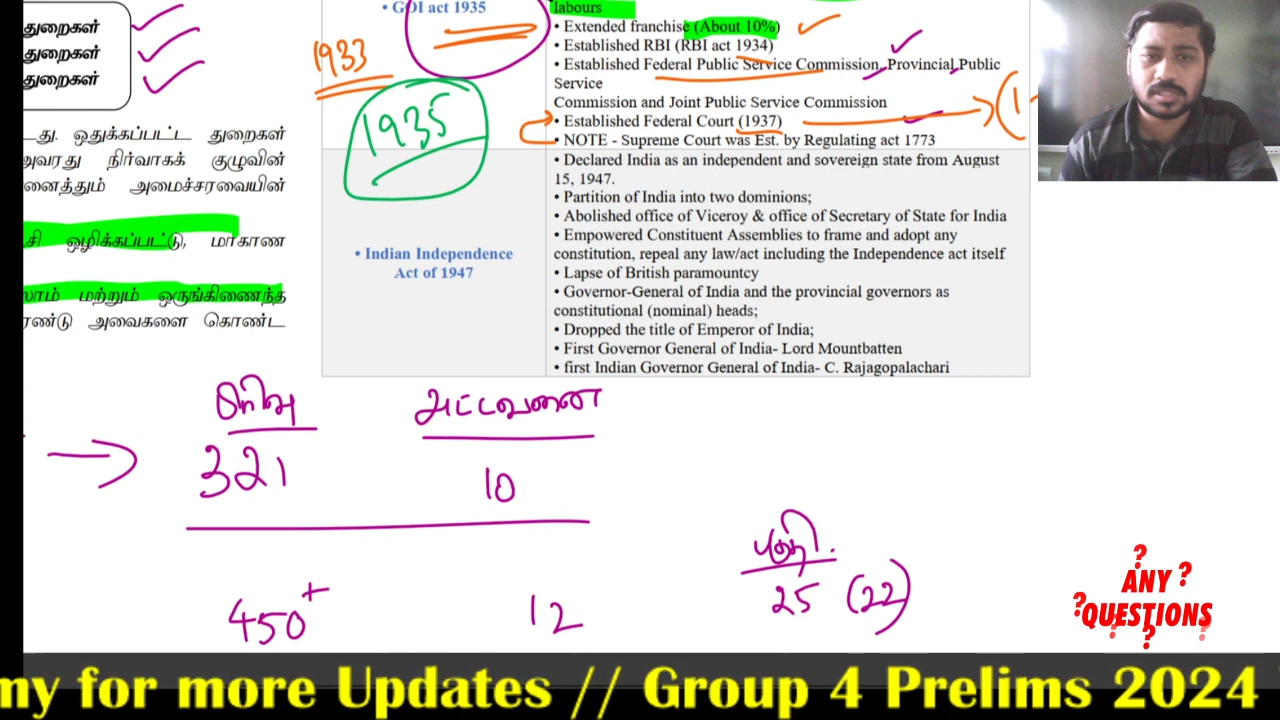 துறைகள்
துறைகள்
துறைகள்
டது. ஒதுக்கப்பட்ட துறைகள்
அவரது நிர்வாகக் குழுவின்
னைத்தும் அமைச்சரவையின்
சி ஒழிக்கப்பட்டு, மாகாண
லாம் மற்றும் ஒருங்கிணைந்த
ரண்டு அவைகளை கொண்ட
1933
1935
• GOI act 1935
labours
• Extended franchise (About 10%)
• Established RBI (RBI act 1934)
• Established Federal Public Service Commission, Provincial Public
Service
Commission and Joint Public Service Commission
• Established Federal Court (1937)
• NOTE - Supreme Court was Est. by Regulating act 1773
• Indian Independence
Act of 1947
• Declared India as an independent and sovereign state from August
15, 1947.
• Partition of India into two dominions;
• Abolished office of Viceroy & office of Secretary of State for India
• Empowered Constituent Assemblies to frame and adopt any
constitution, repeal any law/act including the Independence act itself
• Lapse of British paramountcy
• Governor-General of India and the provincial governors as
constitutional (nominal) heads;
• Dropped the title of Emperor of India;
• First Governor General of India- Lord Mountbatten
• first Indian Governor General of India- C. Rajagopalachari
அட்டவணை
321 10
பகுதி.
25 (22)
450+ 12
ANY
QUESTIONS
my for more Updates // Group 4 Prelims 2024